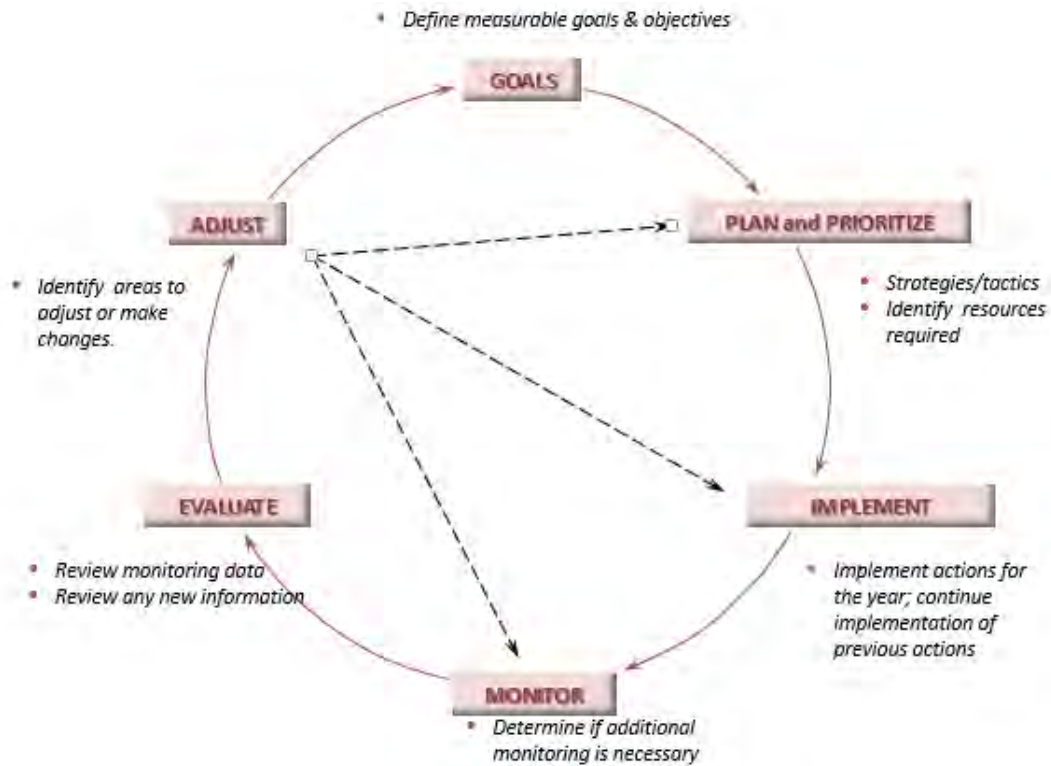 • Define measurable goals & objectives
GOALS
PLAN and PRIORITIZE
• Strategies/tactics
• Identify resources
required
IMPLEMENT
• Implement actions for
the year; continue
implementation of
previous actions
MONITOR
• Determine if additional
monitoring is necessary
EVALUATE
• Review monitoring data
• Review any new information
ADJUST
• Identify areas to
adjust or make
changes.